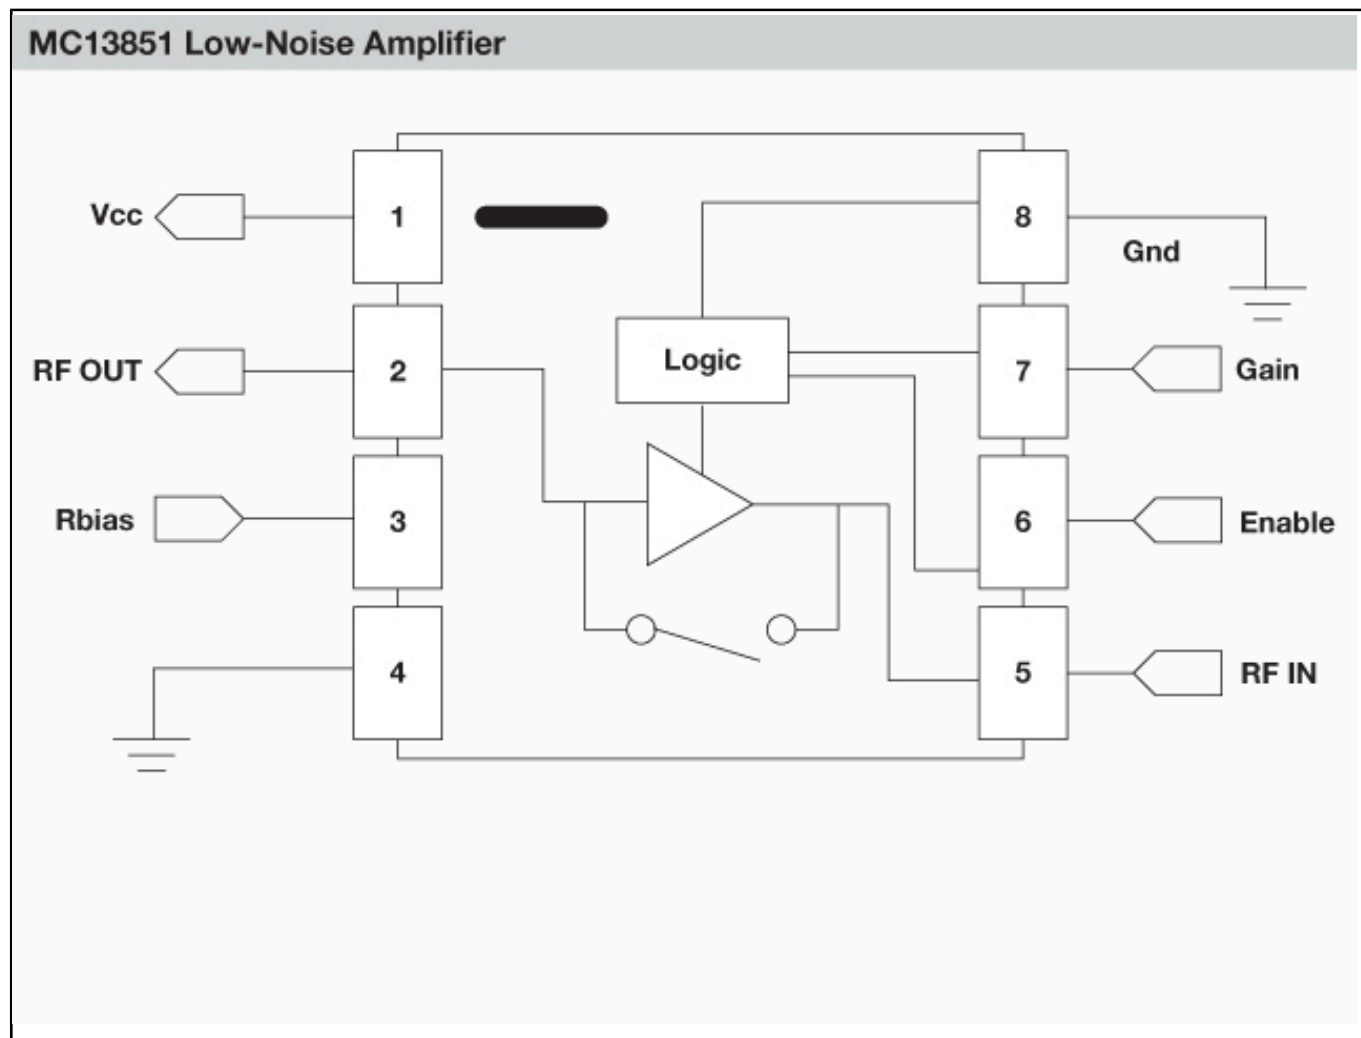 MC13851 Low-Noise Amplifier
Vcc 1 8 Gnd
RF OUT 2 Logic 7 Gain
Rbias 3 6 Enable
4 5 RF IN